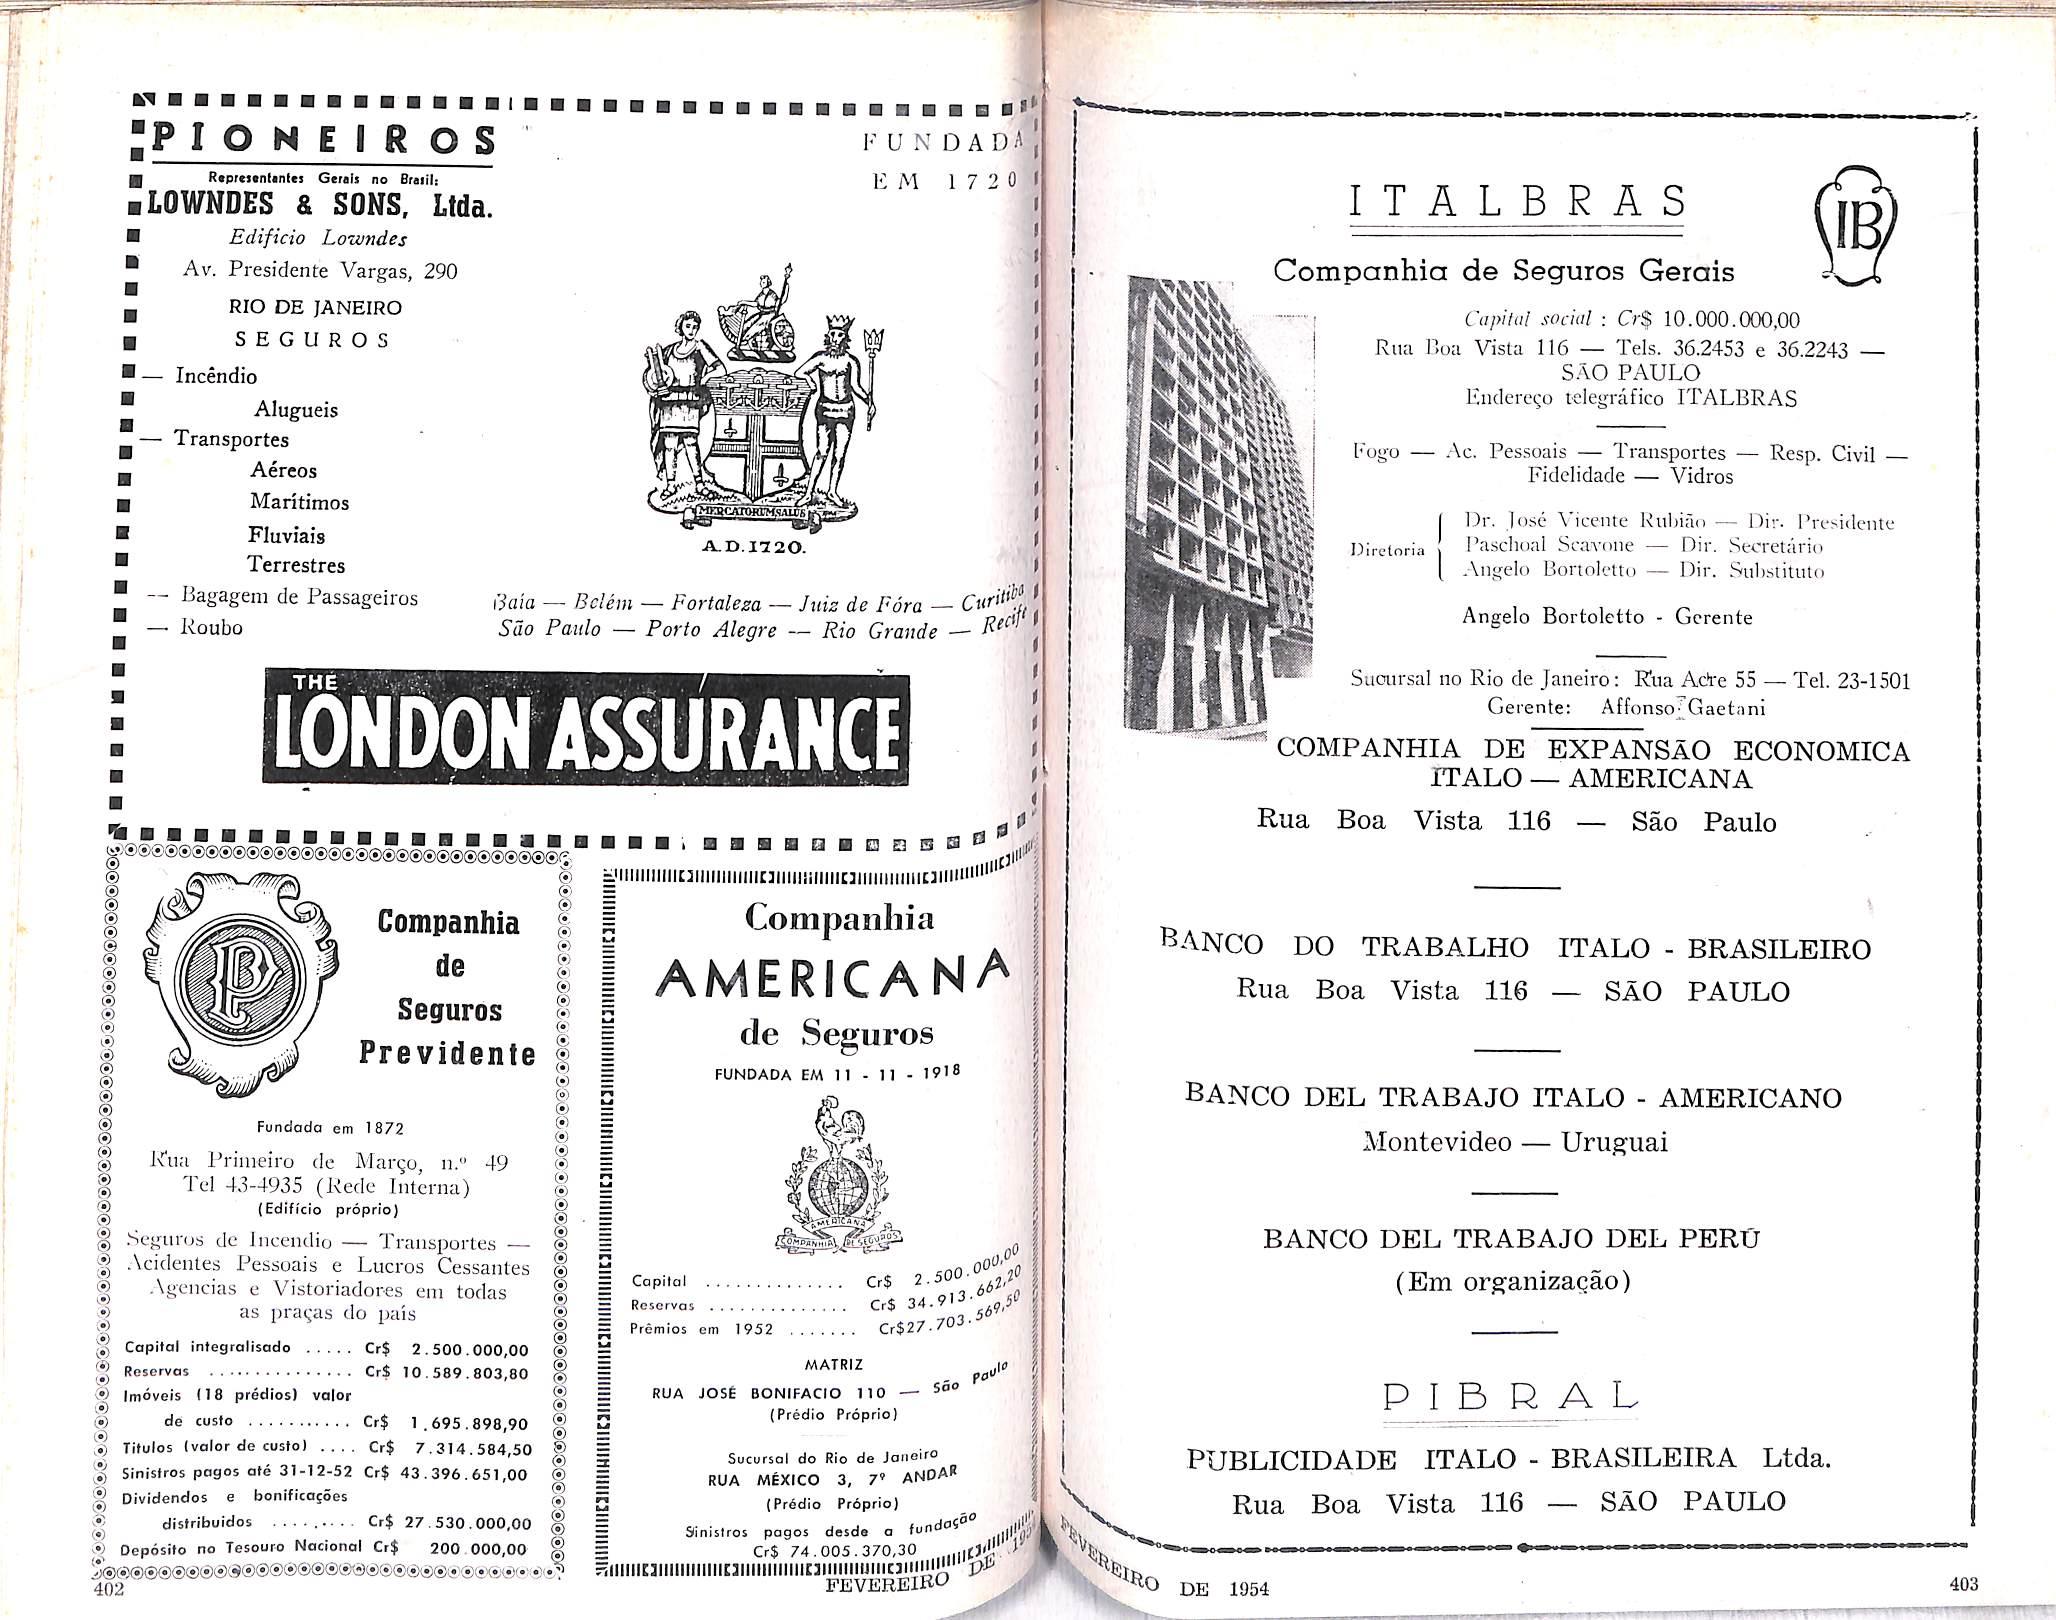 PIONEIROS
Representantes Gerais no Brasil:
LOWNDES & SONS, Ltda.
Edificio Lowndes
Av. Presidente Vargas, 290
RIO DE JANEIRO
SEGUROS
— Incêndio
Alugueis
— Transportes
Aéreos
Marítimos
Fluviais
Terrestres
— Bagagem de Passageiros
— Roubo
FUNDADA
EM 1720
MERCATORUM SALUS
A.D. 1720.
Baía — Belém — Fortaleza — Juiz de Fóra — Curitiba
São Paulo — Porto Alegre — Rio Grande — Recife
THE
LONDON ASSURANCE
Companhia
de
Seguros
Previdente
Fundada em 1872
Rua Primeiro de Março, n.º 49
Tel 43-4935 (Rede Interna)
(Edifício próprio)
Seguros de Incendio — Transportes —
Acidentes Pessoais e Lucros Cessantes
Agencias e Vistoriadores em todas
as praças do país
Capital integralisado ..... Cr$ 2.500.000,00
Reservas ............... Cr$ 10.589.803,80
Imóveis (18 prédios) valor
de custo ........... Cr$ 1.695.898,90
Titulos (valor de custo) .... Cr$ 7.314.584,50
Sinistros pagos até 31-12-52 Cr$ 43.396.651,00
Dividendos e bonificações
distribuidos ......... Cr$ 27.530.000,00
Depósito no Tesouro Nacional Cr$ 200.000,00
402
Companhia
AMERICANA
de Seguros
FUNDADA EM 11 - 11 - 1918
AMERICANA
COMPANHIA DE SEGUROS
Capital .............. Cr$ 2.500.000,00
Reservas .............. Cr$ 34.913.662,20
Prêmios em 1952 ....... Cr$27.703.569,50
MATRIZ
RUA JOSÉ BONIFACIO 110 — São Paulo
(Prédio Próprio)
Sucursal do Rio de Janeiro
RUA MÉXICO 3, 7º ANDAR
(Prédio Próprio)
Sinistros pagos desde a fundação
Cr$ 74.005.370,30
FEVEREIRO DE 195
ITALBRAS
IB
Companhia de Seguros Gerais
Capital social : Cr$ 10.000.000,00
Rua Boa Vista 116 — Tels. 36.2453 e 36.2243 —
SÃO PAULO
Endereço telegráfico ITALBRAS
Fogo — Ac. Pessoais — Transportes — Resp. Civil —
Fidelidade — Vidros
Diretoria
Dr. José Vicente Rubião — Dir. Presidente
Paschoal Scavone — Dir. Secretário
Angelo Bortoletto — Dir. Substituto
Angelo Bortoletto - Gerente
Sucursal no Rio de Janeiro: Rua Acre 55 — Tel. 23-1501
Gerente: Affonso Gaetani
COMPANHIA DE EXPANSÃO ECONOMICA
ITALO — AMERICANA
Rua Boa Vista 116 — São Paulo
BANCO DO TRABALHO ITALO - BRASILEIRO
Rua Boa Vista 116 — SÃO PAULO
BANCO DEL TRABAJO ITALO - AMERICANO
Montevideo — Uruguai
BANCO DEL TRABAJO DEL PERÚ
(Em organização)
PIBRAL
PUBLICIDADE ITALO - BRASILEIRA Ltda.
Rua Boa Vista 116 — SÃO PAULO
FEVEREIRO DE 1954
403